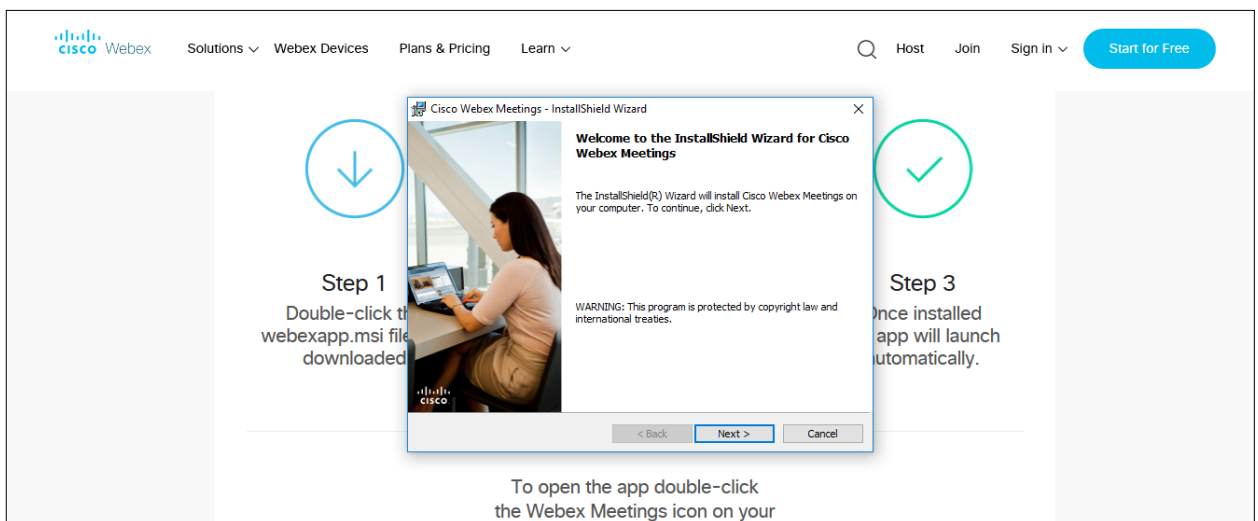 CISCO Webex
Solutions Webex Devices Plans & Pricing Learn Host Join Sign in Start for Free
Cisco Webex Meetings - InstallShield Wizard
Welcome to the InstallShield Wizard for Cisco
Webex Meetings
The InstallShield(R) Wizard will install Cisco Webex Meetings on
your computer. To continue, click Next.
WARNING: This program is protected by copyright law and
international treaties.
CISCO
< Back Next > Cancel
Step 1
Double-click
webexapp.msi
downloaded
Step 3
installed
app will launch
To open the app double-click
the Webex Meetings icon on your